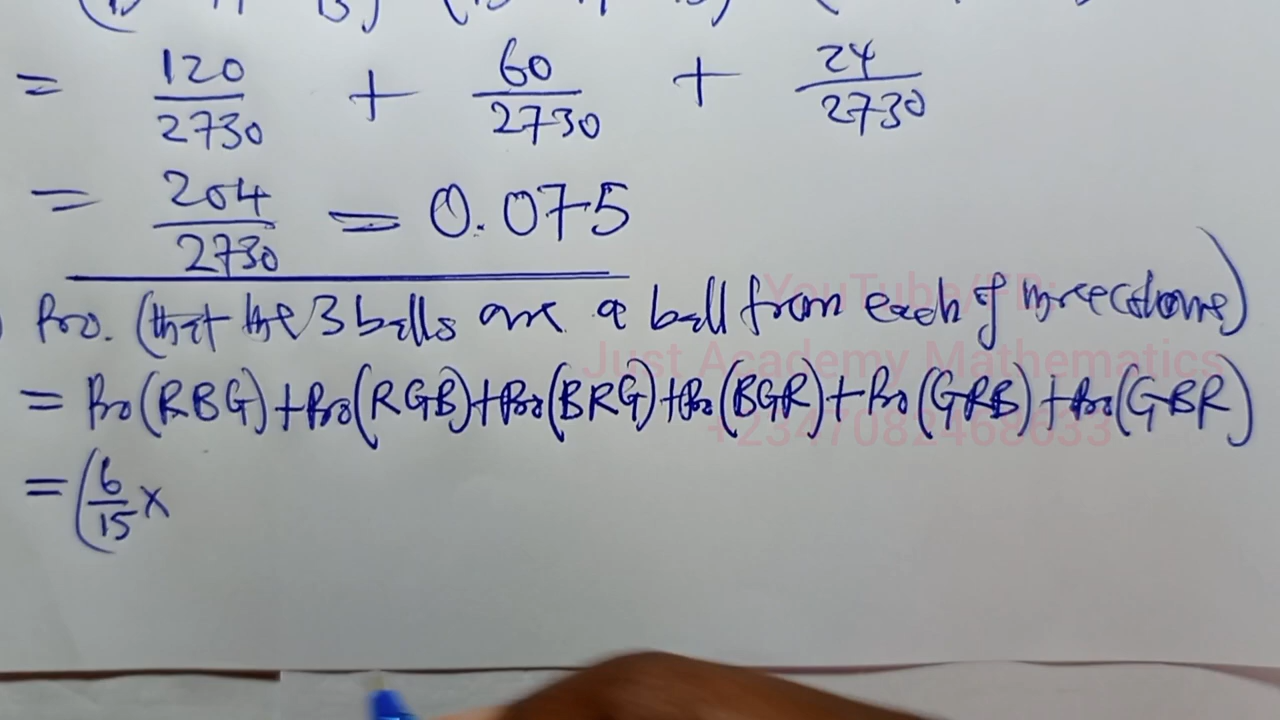 = 120/2730 + 60/2730 + 24/2730
= 204/2730 = 0.075
Pro. (that the 3 balls are a ball from each of three colours)
= Pro(RBG)+Pro(RGB)+Pro(BRG)+Pro(BGR)+Pro(GRB)+Pro(GBR)
= (6/15 ×
YouTube/FB:
Just Academy Mathematics
+2347082468633